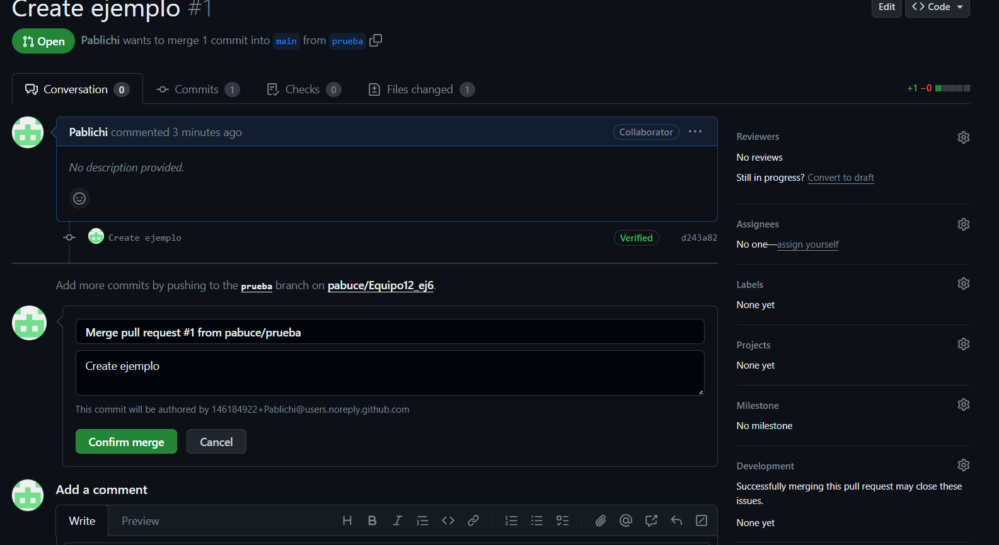 Create ejemplo #1
Edit
<> Code
Open
Pablichi wants to merge 1 commit into main from prueba
Conversation 0
Commits 1
Checks 0
Files changed 1
+1 −0
Pablichi commented 3 minutes ago
Collaborator
No description provided.
Create ejemplo
Verified
d243a82
Add more commits by pushing to the prueba branch on pabuce/Equipo12_ej6.
Merge pull request #1 from pabuce/prueba
Create ejemplo
This commit will be authored by 146184922+Pablichi@users.noreply.github.com
Confirm merge
Cancel
Add a comment
Write
Preview
Reviewers
No reviews
Still in progress? Convert to draft
Assignees
No one—assign yourself
Labels
None yet
Projects
None yet
Milestone
No milestone
Development
Successfully merging this pull request may close these
issues.
None yet